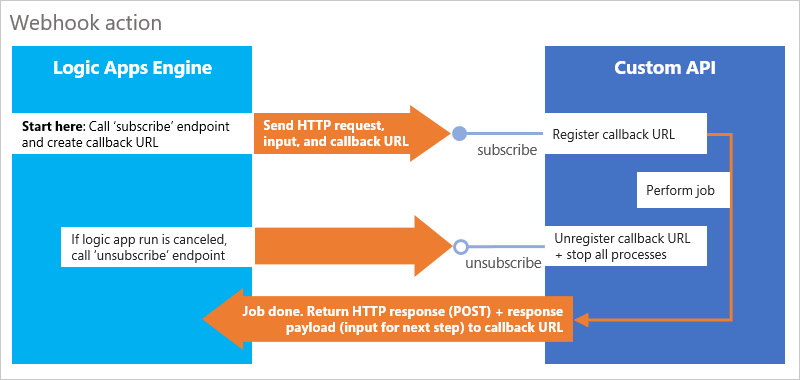 Webhook action
Logic Apps Engine
Custom API
Start here: Call ‘subscribe’ endpoint
and create callback URL
Send HTTP request,
input, and callback URL
subscribe
Register callback URL
Perform job
If logic app run is canceled,
call ‘unsubscribe’ endpoint
unsubscribe
Unregister callback URL
+ stop all processes
Job done. Return HTTP response (POST) + response
payload (input for next step) to callback URL